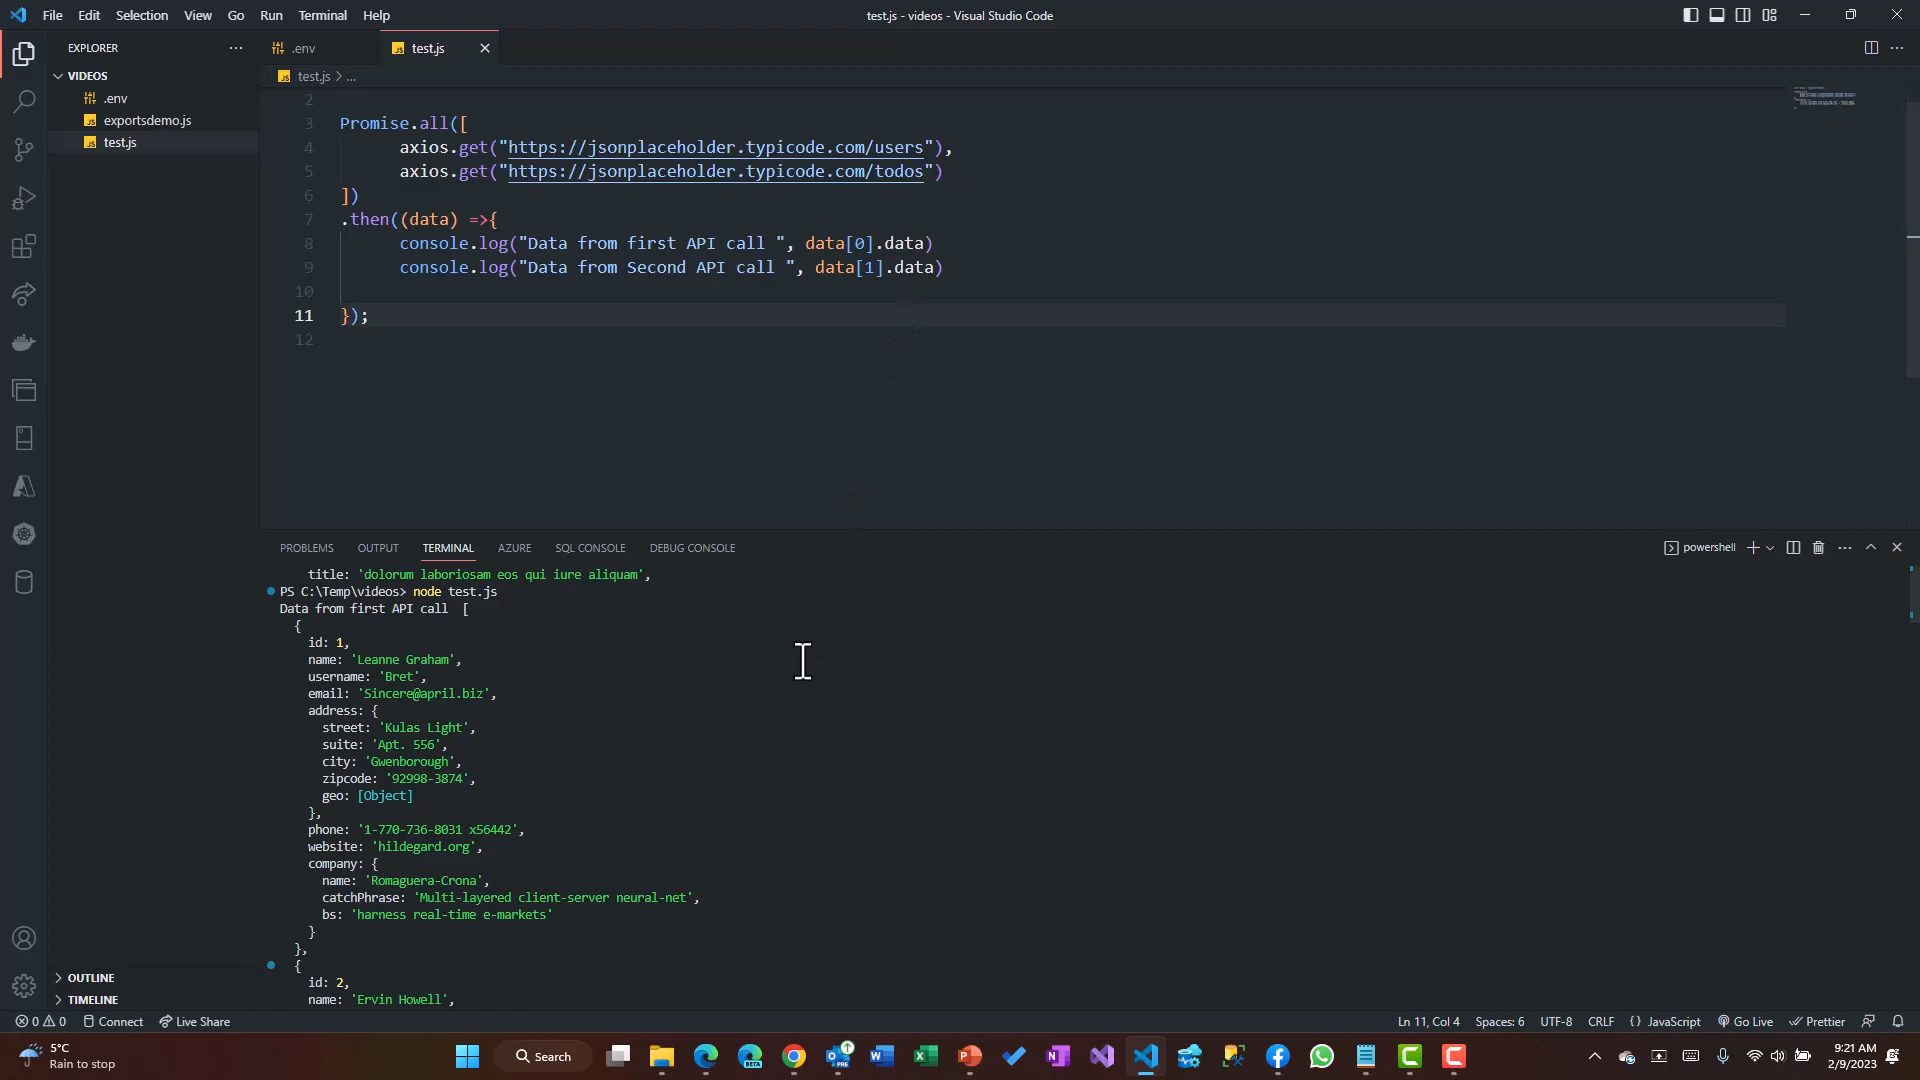 File Edit Selection View Go Run Terminal Help
test.js - videos - Visual Studio Code
EXPLORER
.env
test.js
VIDEOS
test.js > ...
.env
exportsdemo.js
test.js
2
3 Promise.all([
4 axios.get("https://jsonplaceholder.typicode.com/users"),
5 axios.get("https://jsonplaceholder.typicode.com/todos")
6 ])
7 .then((data) =>{
8 console.log("Data from first API call ", data[0].data)
9 console.log("Data from Second API call ", data[1].data)
10
11 });
12
PROBLEMS OUTPUT TERMINAL AZURE SQL CONSOLE DEBUG CONSOLE
powershell
title: 'dolorum laboriosam eos qui iure aliquam',
PS C:\Temp\videos> node test.js
Data from first API call [
{
id: 1,
name: 'Leanne Graham',
username: 'Bret',
email: 'Sincere@april.biz',
address: {
street: 'Kulas Light',
suite: 'Apt. 556',
city: 'Gwenborough',
zipcode: '92998-3874',
geo: [Object]
},
phone: '1-770-736-8031 x56442',
website: 'hildegard.org',
company: {
name: 'Romaguera-Crona',
catchPhrase: 'Multi-layered client-server neural-net',
bs: 'harness real-time e-markets'
}
},
{
id: 2,
name: 'Ervin Howell',
OUTLINE
TIMELINE
0 0 Connect Live Share
Ln 11, Col 4 Spaces: 6 UTF-8 CRLF {} JavaScript Go Live Prettier
5°C
Rain to stop
Search
BETA
PRE
9:21 AM
2/9/2023